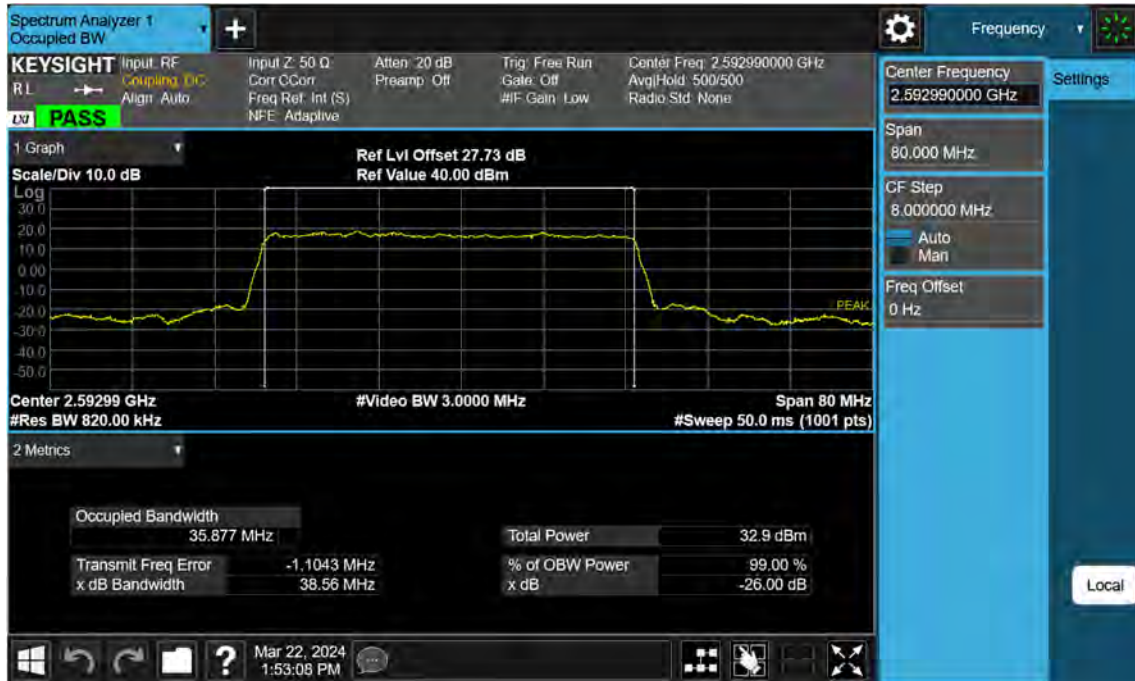 Spectrum Analyzer 1
Occupied BW
+
Frequency
KEYSIGHT
R L
LXI
PASS
Input: RF
Coupling: DC
Align: Auto
Input Z: 50 Ω
Corr CCorr
Freq Ref: Int (S)
NFE: Adaptive
Atten: 20 dB
Preamp: Off
Trig: Free Run
Gate: Off
#IF Gain: Low
Center Freq: 2.592990000 GHz
Avg|Hold: 500/500
Radio Std: None
Center Frequency
2.592990000 GHz
Settings
Span
80.000 MHz
CF Step
8.000000 MHz
Auto
Man
Freq Offset
0 Hz
Local
1 Graph
Scale/Div 10.0 dB
Ref Lvl Offset 27.73 dB
Ref Value 40.00 dBm
Log
30.0
20.0
10.0
0.00
-10.0
-20.0
-30.0
-40.0
-50.0
PEAK
Center 2.59299 GHz
#Video BW 3.0000 MHz
Span 80 MHz
#Res BW 820.00 kHz
#Sweep 50.0 ms (1001 pts)
2 Metrics
Occupied Bandwidth
35.877 MHz
Total Power 32.9 dBm
Transmit Freq Error -1.1043 MHz
% of OBW Power 99.00 %
x dB Bandwidth 38.56 MHz
x dB -26.00 dB
?
Mar 22, 2024
1:53:08 PM